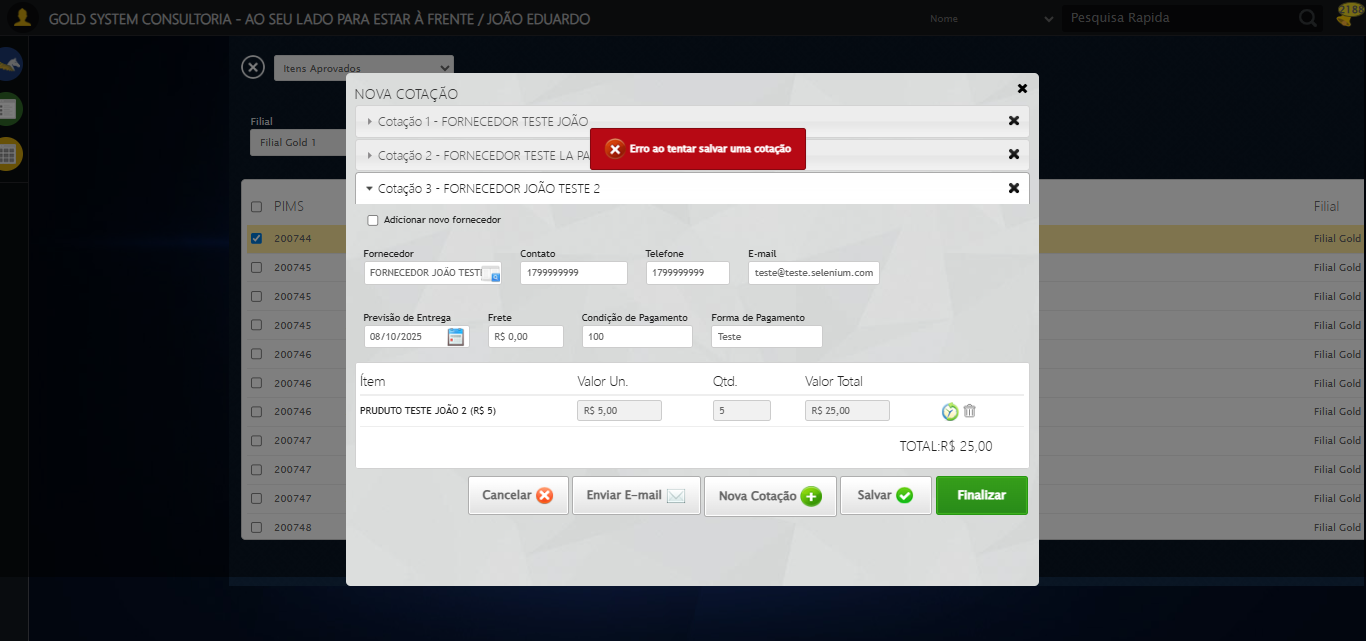 GOLD SYSTEM CONSULTORIA - AO SEU LADO PARA ESTAR À FRENTE / JOÃO EDUARDO
Nome
Pesquisa Rapida
2188
Itens Aprovados
Filial
Filial Gold 1
PIMS
Filial
200744
Filial Gold
200745
Filial Gold
200745
Filial Gold
200745
Filial Gold
200746
Filial Gold
200746
Filial Gold
200746
Filial Gold
200747
Filial Gold
200747
Filial Gold
200747
Filial Gold
200748
Filial Gold
NOVA COTAÇÃO
Cotação 1 - FORNECEDOR TESTE JOÃO
Erro ao tentar salvar uma cotação
Cotação 2 - FORNECEDOR TESTE LA PA
Cotação 3 - FORNECEDOR JOÃO TESTE 2
Adicionar novo fornecedor
Fornecedor
Contato
Telefone
E-mail
FORNECEDOR JOÃO TESTE
1799999999
1799999999
teste@teste.selenium.com
Previsão de Entrega
Frete
Condição de Pagamento
Forma de Pagamento
08/10/2025
R$ 0,00
100
Teste
Ítem
Valor Un.
Qtd.
Valor Total
PRUDUTO TESTE JOÃO 2 (R$ 5)
R$ 5,00
5
R$ 25,00
TOTAL:R$ 25,00
Cancelar
Enviar E-mail
Nova Cotação
Salvar
Finalizar